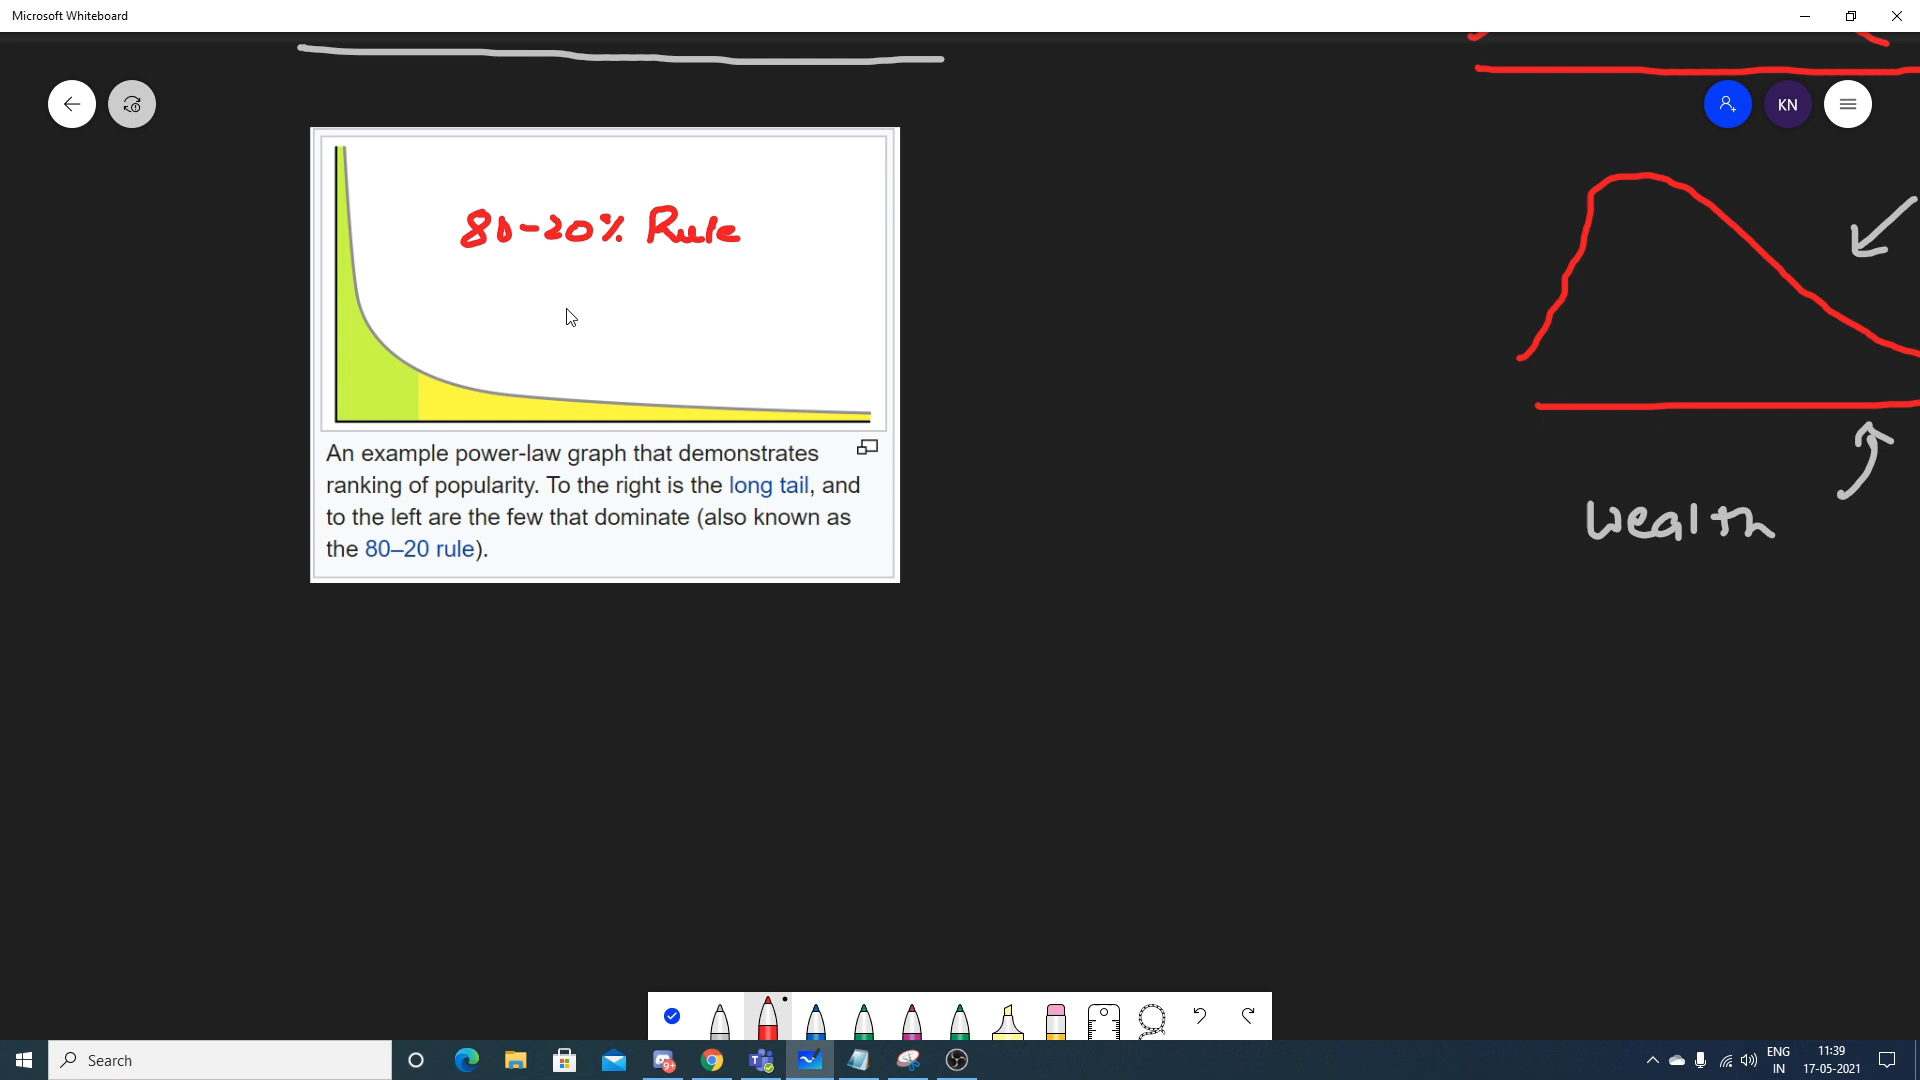 Microsoft Whiteboard
KN
80-20% Rule
An example power-law graph that demonstrates
ranking of popularity. To the right is the long tail, and
to the left are the few that dominate (also known as
the 80–20 rule).
Wealth
Search
9+
ENG
IN
11:39
17-05-2021